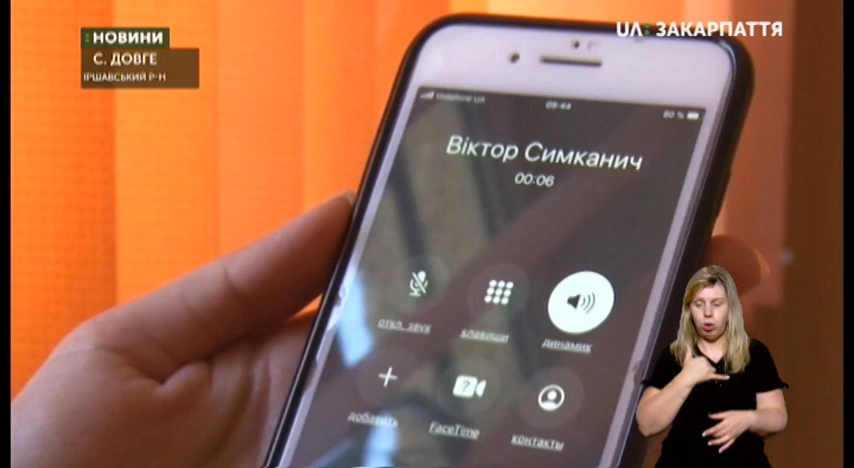 НОВИНИ
С. ДОВГЕ
ІРШАВСЬКИЙ Р-Н
UA: ЗАКАРПАТТЯ
Vodafone UA
09:44
80 %
Віктор Симканич
00:06
откл. звук
клавиши
динамик
добавить
FaceTime
контакты